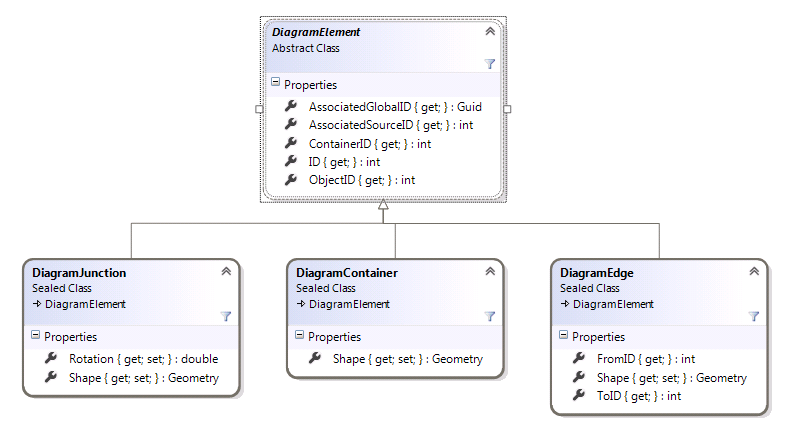 DiagramElement
Abstract Class
Properties
AssociatedGlobalID { get; } : Guid
AssociatedSourceID { get; } : int
ContainerID { get; } : int
ID { get; } : int
ObjectID { get; } : int
DiagramJunction
Sealed Class
DiagramElement
Properties
Rotation { get; set; } : double
Shape { get; set; } : Geometry
DiagramContainer
Sealed Class
DiagramElement
Properties
Shape { get; set; } : Geometry
DiagramEdge
Sealed Class
DiagramElement
Properties
FromID { get; } : int
Shape { get; set; } : Geometry
ToID { get; } : int